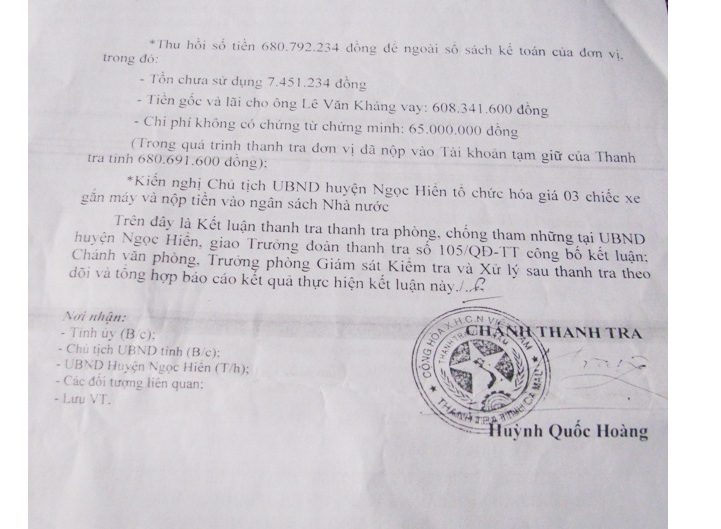 *Thu hồi số tiền 680.792.234 đồng để ngoài sổ sách kế toán của đơn vị,
trong đó:
- Tồn chưa sử dụng 7.451.234 đồng
- Tiền gốc và lãi cho ông Lê Văn Kháng vay: 608.341.600 đồng
- Chi phí không có chứng từ chứng minh: 65.000.000 đồng
(Trong quá trình thanh tra đơn vị đã nộp vào Tài khoản tạm giữ của Thanh
tra tỉnh 680.691.600 đồng);
*Kiến nghị Chủ tịch UBND huyện Ngọc Hiển tổ chức hóa giá 03 chiếc xe
gắn máy và nộp tiền vào ngân sách Nhà nước
Trên đây là Kết luận thanh tra thanh tra phòng, chống tham nhũng tại UBND
huyện Ngọc Hiển, giao Trưởng đoàn thanh tra số 105/QĐ-TT công bố kết luận;
Chánh văn phòng, Trưởng phòng Giám sát Kiểm tra và Xử lý sau thanh tra theo
dõi và tổng hợp báo cáo kết quả thực hiện kết luận này./.
Nơi nhận:
- Tỉnh ủy (B/c);
- Chủ tịch UBND tỉnh (B/c);
- UBND Huyện Ngọc Hiển (T/h);
- Các đối tượng liên quan;
- Lưu VT.
CHÁNH THANH TRA
CỘNG HÒA X.H.C.N VIỆT NAM
THANH TRA TỈNH CÀ MAU
Huỳnh Quốc Hoàng